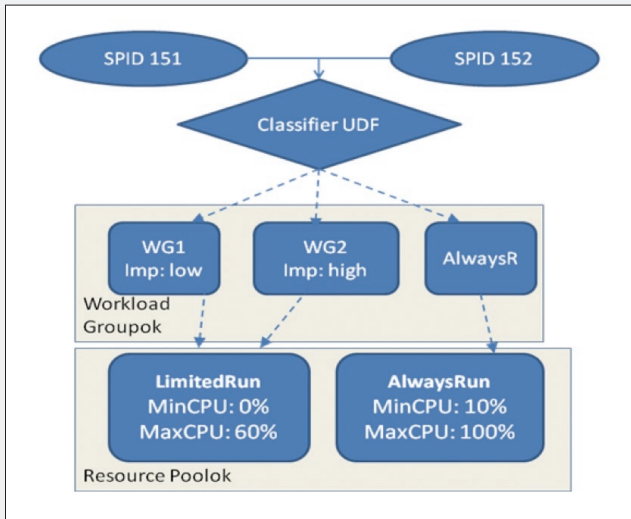 SPID 151
SPID 152
Classifier UDF
WG1
Imp: low
WG2
Imp: high
AlwaysR
Workload
Groupok
LimitedRun
MinCPU: 0%
MaxCPU: 60%
AlwaysRun
MinCPU: 10%
MaxCPU: 100%
Resource Poolok